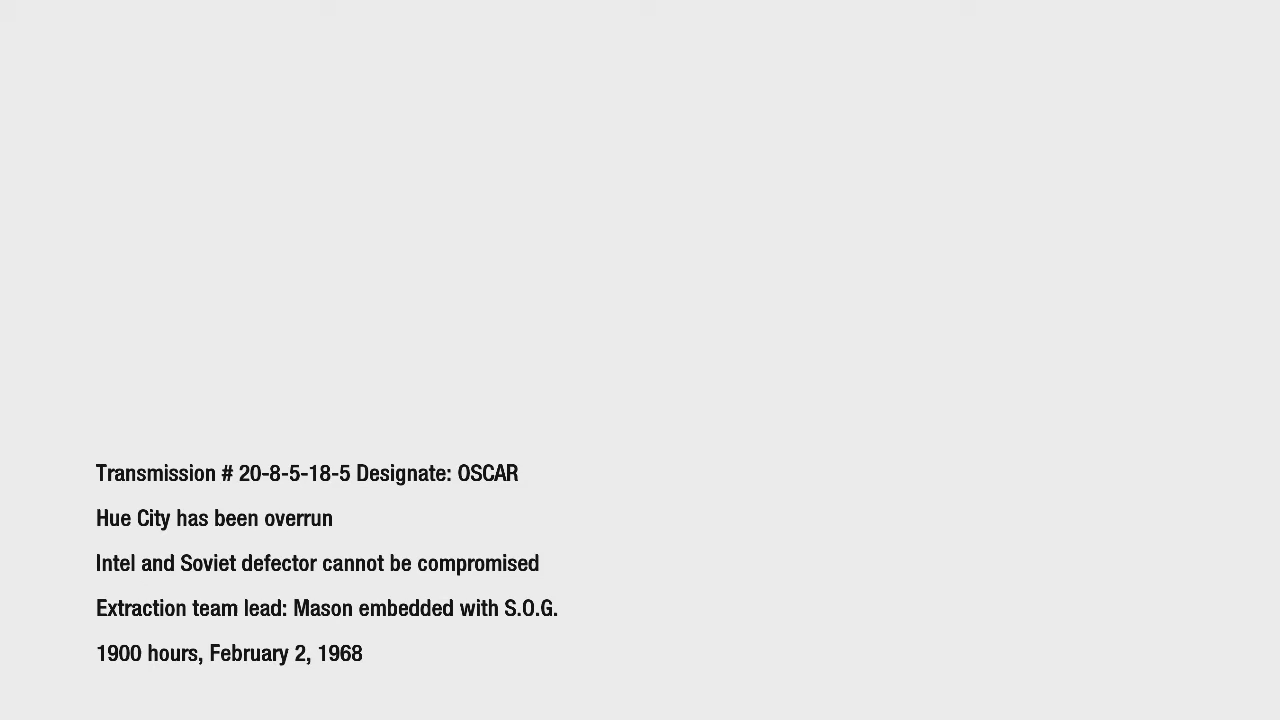 Transmission # 20-8-5-18-5 Designate: OSCAR
Hue City has been overrun
Intel and Soviet defector cannot be compromised
Extraction team lead: Mason embedded with S.O.G.
1900 hours, February 2, 1968